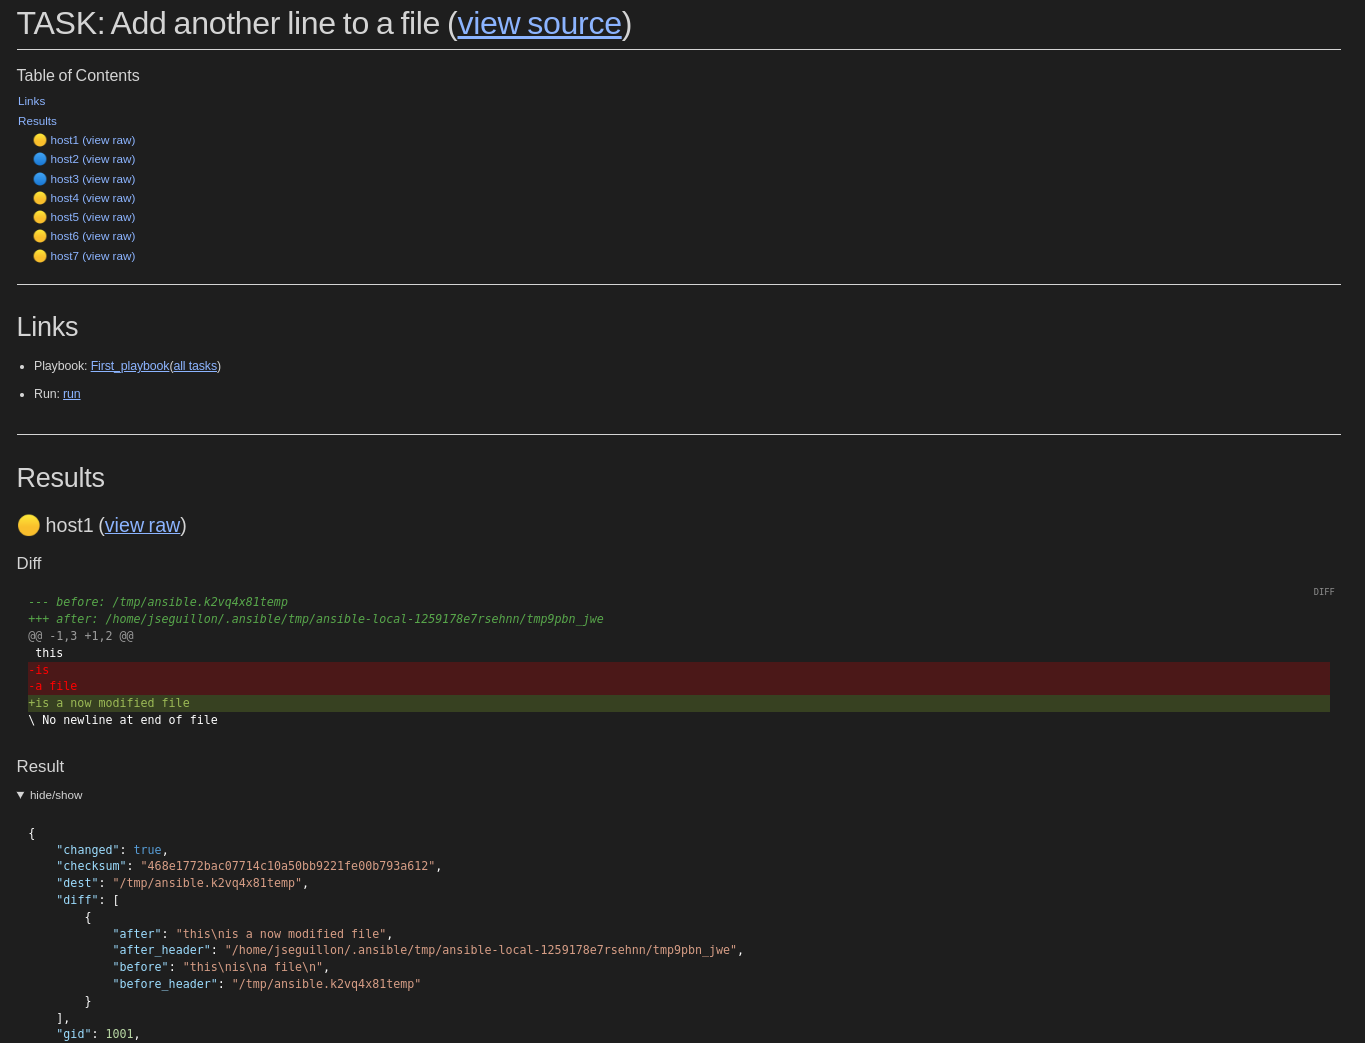 TASK: Add another line to a file (view source)
Table of Contents
Links
Results
host1 (view raw)
host2 (view raw)
host3 (view raw)
host4 (view raw)
host5 (view raw)
host6 (view raw)
host7 (view raw)
Links
• Playbook: First_playbook(all tasks)
• Run: run
Results
host1 (view raw)
Diff
DIFF
--- before: /tmp/ansible.k2vq4x81temp
+++ after: /home/jseguillon/.ansible/tmp/ansible-local-1259178e7rsehnn/tmp9pbn_jwe
@@ -1,3 +1,2 @@
 this
-is
-a file
+is a now modified file
\ No newline at end of file
Result
▼ hide/show
{
    "changed": true,
    "checksum": "468e1772bac07714c10a50bb9221fe00b793a612",
    "dest": "/tmp/ansible.k2vq4x81temp",
    "diff": [
        {
            "after": "this\nis a now modified file",
            "after_header": "/home/jseguillon/.ansible/tmp/ansible-local-1259178e7rsehnn/tmp9pbn_jwe",
            "before": "this\nis\na file\n",
            "before_header": "/tmp/ansible.k2vq4x81temp"
        }
    ],
    "gid": 1001,